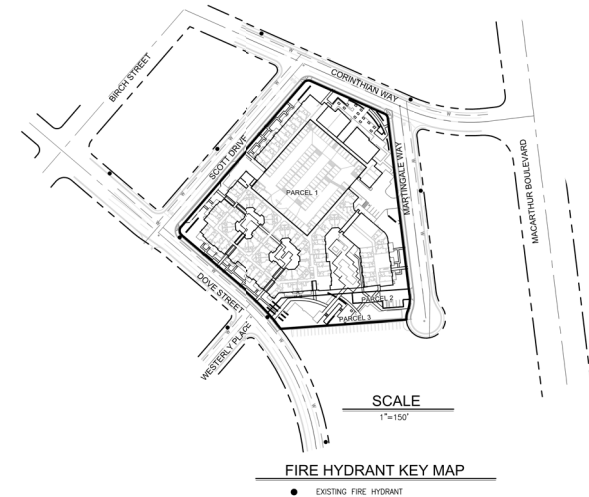 BIRCH STREET
CORINTHIAN WAY
SCOTT DRIVE
PARCEL 1
MARTINGALE WAY
MACARTHUR BOULEVARD
DOVE STREET
PARCEL 2
PARCEL 3
WESTERLY PLACE
SCALE
1"=150'
FIRE HYDRANT KEY MAP
EXISTING FIRE HYDRANT